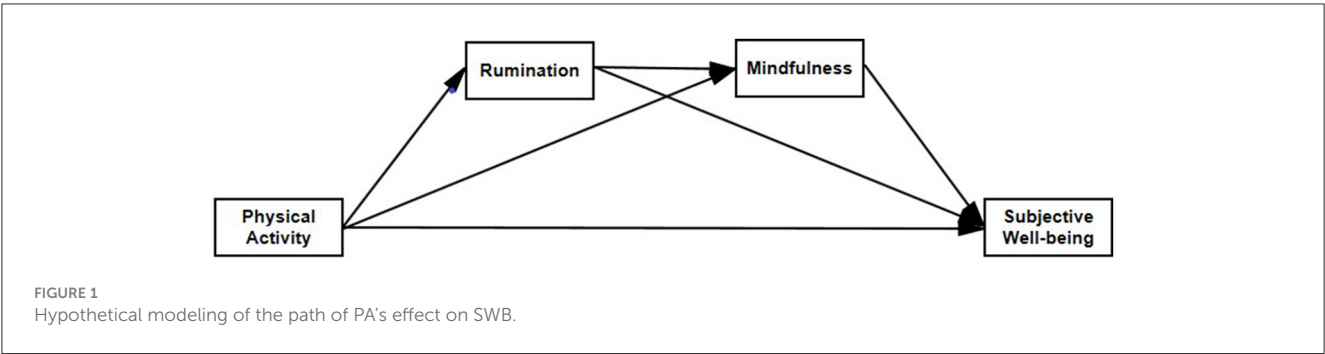 Rumination
Mindfulness
Physical
Activity
Subjective
Well-being
FIGURE 1
Hypothetical modeling of the path of PA's effect on SWB.